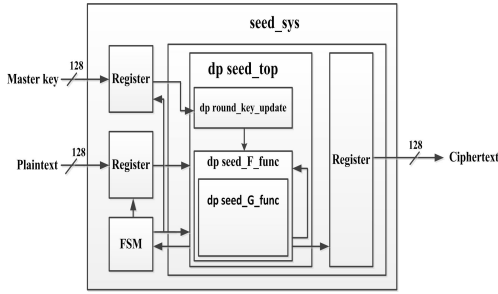 seed_sys
dp seed_top
128
Master key
Register
dp round_key_update
128
Plaintext
Register
dp seed_F_func
dp seed_G_func
FSM
Register
128
Ciphertext